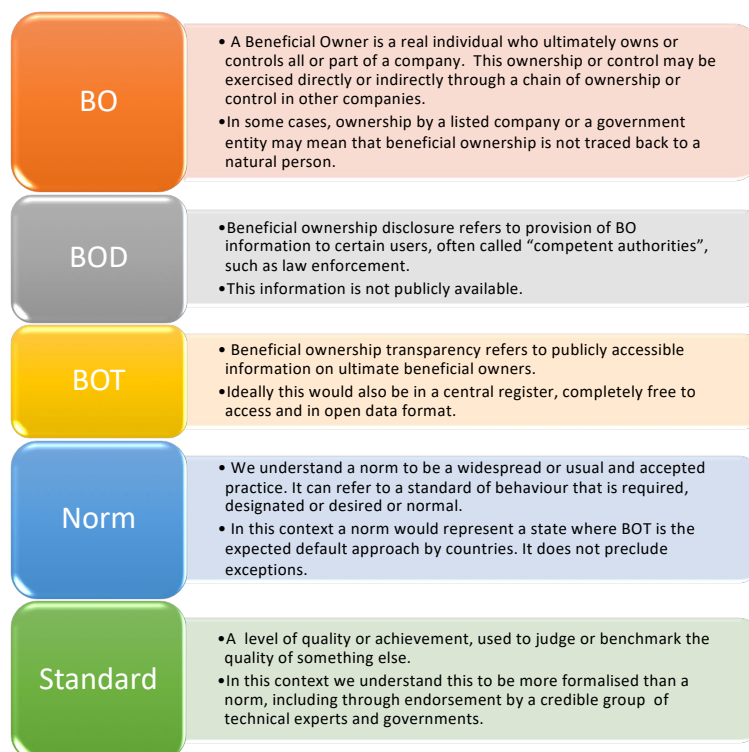 BO
• A Beneficial Owner is a real individual who ultimately owns or
controls all or part of a company.  This ownership or control may be
exercised directly or indirectly through a chain of ownership or
control in other companies.
•In some cases, ownership by a listed company or a government
entity may mean that beneficial ownership is not traced back to a
natural person.
BOD
•Beneficial ownership disclosure refers to provision of BO
information to certain users, often called “competent authorities”,
such as law enforcement.
•This information is not publicly available.
BOT
• Beneficial ownership transparency refers to publicly accessible
information on ultimate beneficial owners.
•Ideally this would also be in a central register, completely free to
access and in open data format.
Norm
• We understand a norm to be a widespread or usual and accepted
practice. It can refer to a standard of behaviour that is required,
designated or desired or normal.
• In this context a norm would represent a state where BOT is the
expected default approach by countries. It does not preclude
exceptions.
Standard
•A  level of quality or achievement, used to judge or benchmark the
quality of something else.
•In this context we understand this to be more formalised than a
norm, including through endorsement by a credible group  of
technical experts and governments.